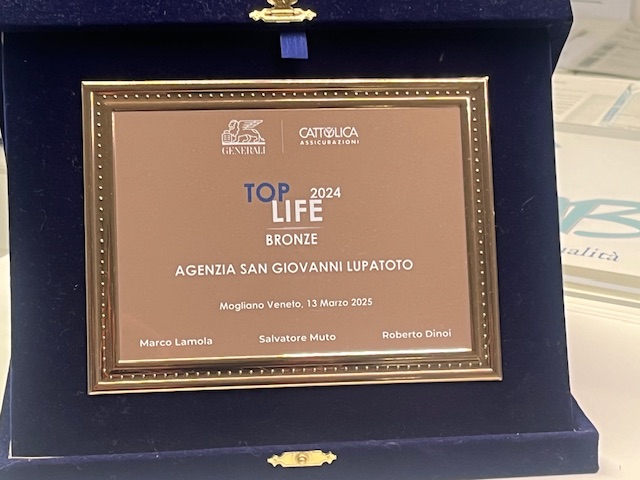 GENERALI
CATTOLICA
ASSICURAZIONI
TOP 2024
LIFE
BRONZE
AGENZIA SAN GIOVANNI LUPATOTO
Mogliano Veneto, 13 Marzo 2025
Marco Lamola Salvatore Muto Roberto Dinoi